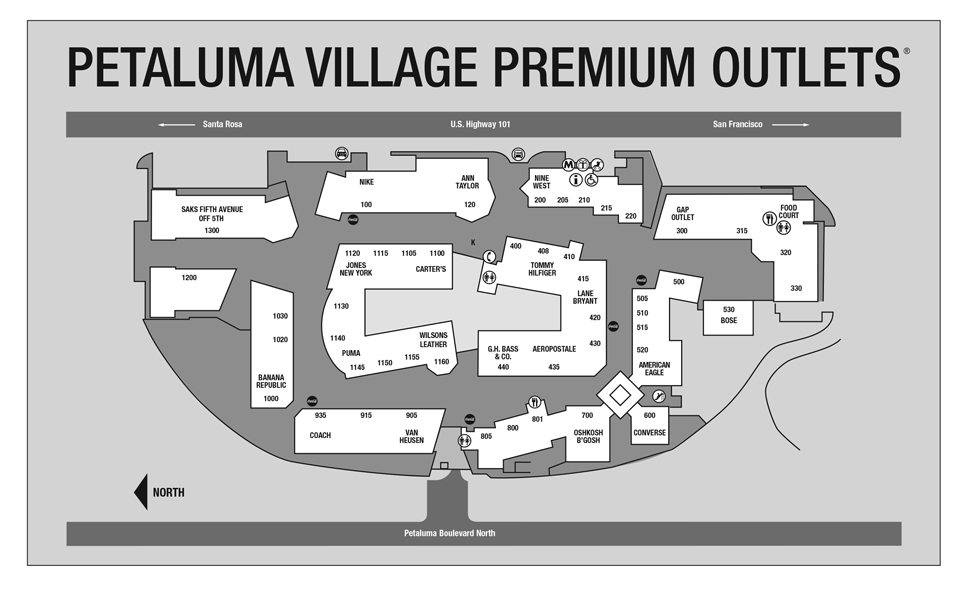 PETALUMA VILLAGE PREMIUM OUTLETS®
Santa Rosa
U.S. Highway 101
San Francisco
NIKE
100
ANN
TAYLOR
120
NINE
WEST
M
T
i
200
205
210
215
220
SAKS FIFTH AVENUE
OFF 5TH
1300
GAP
OUTLET
300
315
FOOD
COURT
320
330
K
1120
1115
1105
1100
JONES
NEW YORK
CARTER'S
400
408
410
TOMMY
HILFIGER
415
LANE
BRYANT
420
430
1200
500
505
510
515
520
AMERICAN
EAGLE
530
BOSE
1030
1020
BANANA
REPUBLIC
1000
1130
1140
PUMA
1145
1150
1155
WILSONS
LEATHER
1160
G.H. BASS
& CO.
440
AEROPOSTALE
435
935
915
905
COACH
VAN
HEUSEN
805
800
801
700
OSHKOSH
B'GOSH
600
CONVERSE
NORTH
Petaluma Boulevard North